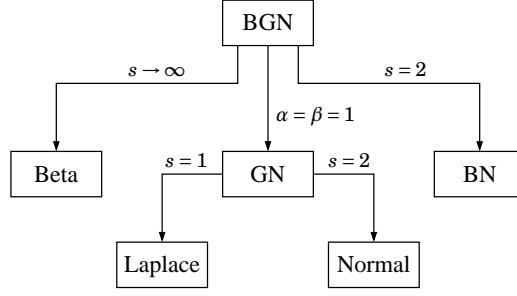 BGN
s → ∞
s = 2
α = β = 1
Beta
s = 1
GN
s = 2
BN
Laplace
Normal